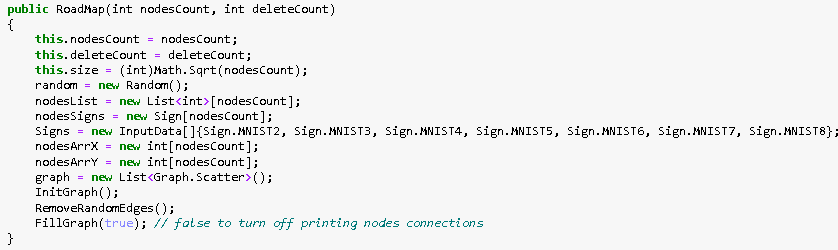 public RoadMap(int nodesCount, int deleteCount)
{
this.nodesCount = nodesCount;
this.deleteCount = deleteCount;
this.size = (int)Math.Sqrt(nodesCount);
random = new Random();
nodesList = new List<int>[nodesCount];
nodesSigns = new Sign[nodesCount];
Signs = new InputData[]{Sign.MNIST2, Sign.MNIST3, Sign.MNIST4, Sign.MNIST5, Sign.MNIST6, Sign.MNIST7, Sign.MNIST8};
nodesArrX = new int[nodesCount];
nodesArrY = new int[nodesCount];
graph = new List<Graph.Scatter>();
InitGraph();
RemoveRandomEdges();
FillGraph(true); // false to turn off printing nodes connections
}